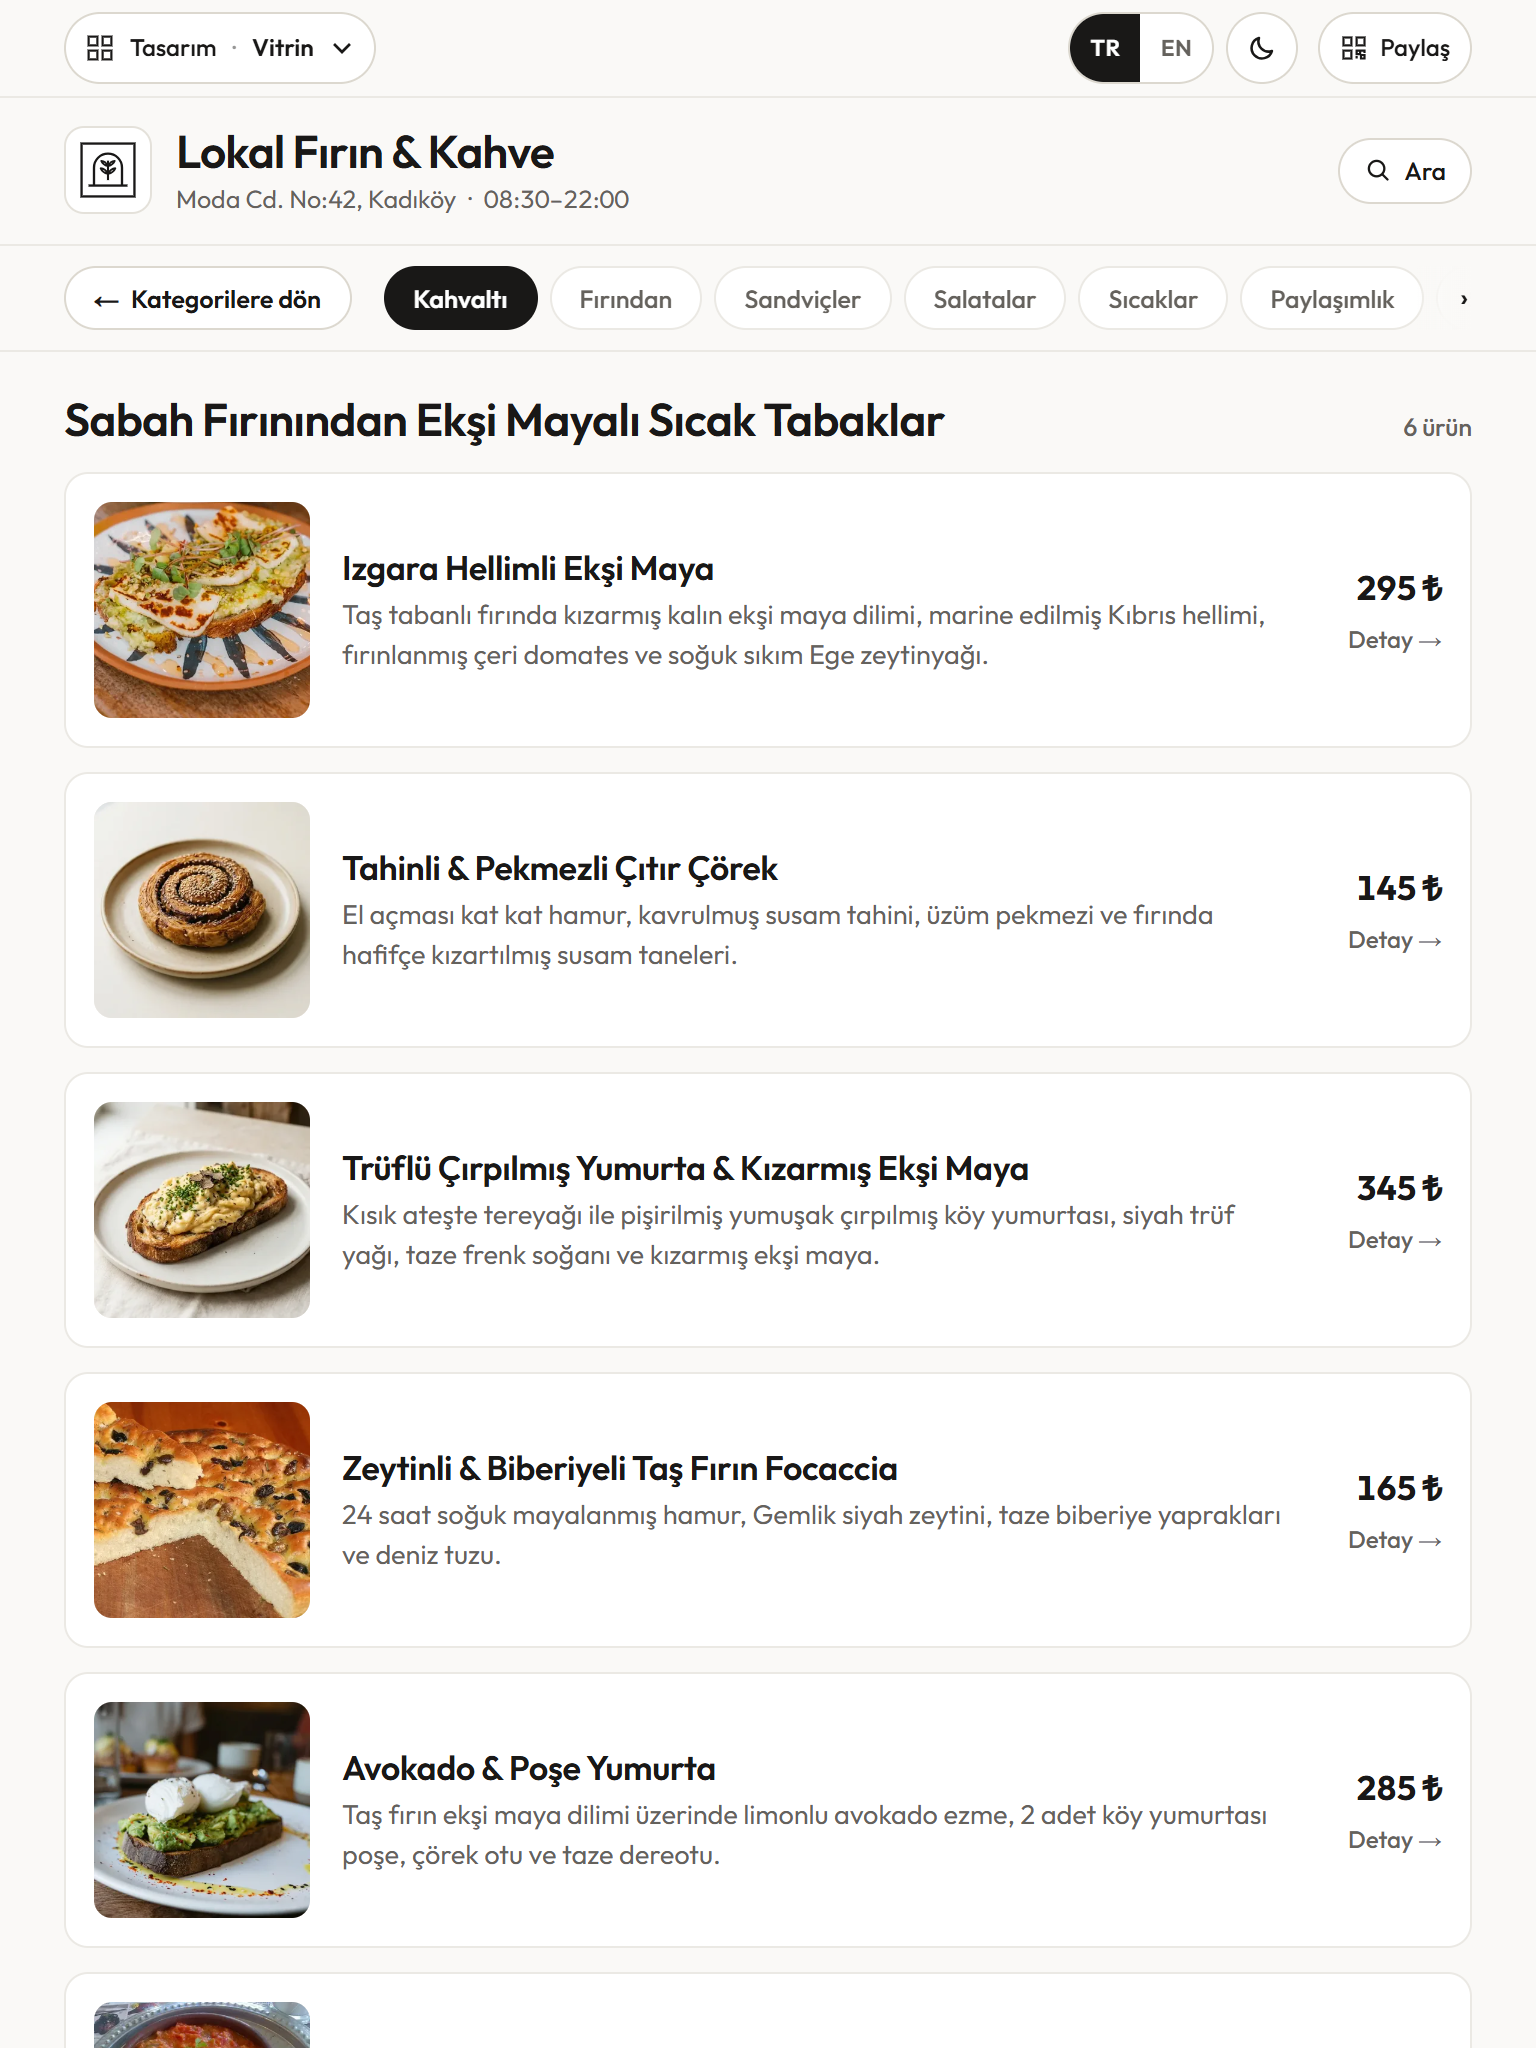 Tasarım · Vitrin
TR EN
Paylaş
Lokal Fırın & Kahve
Moda Cd. No:42, Kadıköy · 08:30–22:00
Ara
← Kategorilere dön
Kahvaltı
Fırından
Sandviçler
Salatalar
Sıcaklar
Paylaşımlık
›
Sabah Fırınından Ekşi Mayalı Sıcak Tabaklar
6 ürün
Izgara Hellimli Ekşi Maya
Taş tabanlı fırında kızarmış kalın ekşi maya dilimi, marine edilmiş Kıbrıs hellimi,
fırınlanmış çeri domates ve soğuk sıkım Ege zeytinyağı.
295 ₺
Detay →
Tahinli & Pekmezli Çıtır Çörek
El açması kat kat hamur, kavrulmuş susam tahini, üzüm pekmezi ve fırında
hafifçe kızartılmış susam taneleri.
145 ₺
Detay →
Trüflü Çırpılmış Yumurta & Kızarmış Ekşi Maya
Kısık ateşte tereyağı ile pişirilmiş yumuşak çırpılmış köy yumurtası, siyah trüf
yağı, taze frenk soğanı ve kızarmış ekşi maya.
345 ₺
Detay →
Zeytinli & Biberiyeli Taş Fırın Focaccia
24 saat soğuk mayalanmış hamur, Gemlik siyah zeytini, taze biberiye yaprakları
ve deniz tuzu.
165 ₺
Detay →
Avokado & Poşe Yumurta
Taş fırın ekşi maya dilimi üzerinde limonlu avokado ezme, 2 adet köy yumurtası
poşe, çörek otu ve taze dereotu.
285 ₺
Detay →